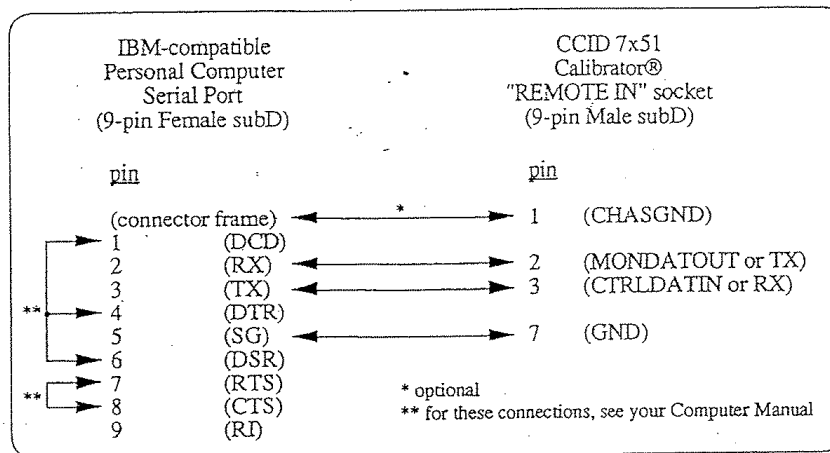 IBM-compatible
Personal Computer
Serial Port
(9-pin Female subD)
CCID 7x51
Calibrator®
"REMOTE IN" socket
(9-pin Male subD)
pin
pin
(connector frame) * 1 (CHASGND)
1 (DCD)
2 (RX) 2 (MONDATOUT or TX)
3 (TX) 3 (CTRLDATIN or RX)
** 4 (DTR)
5 (SG) 7 (GND)
6 (DSR)
** 7 (RTS)
8 (CTS)
9 (RI)
* optional
** for these connections, see your Computer Manual